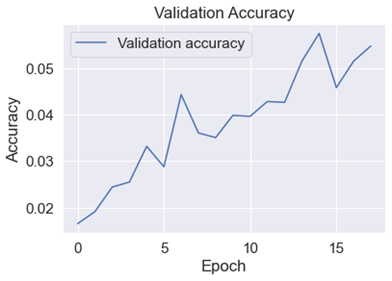 Validation Accuracy
Validation accuracy
Accuracy
0.05
0.04
0.03
0.02
0 5 10 15
Epoch